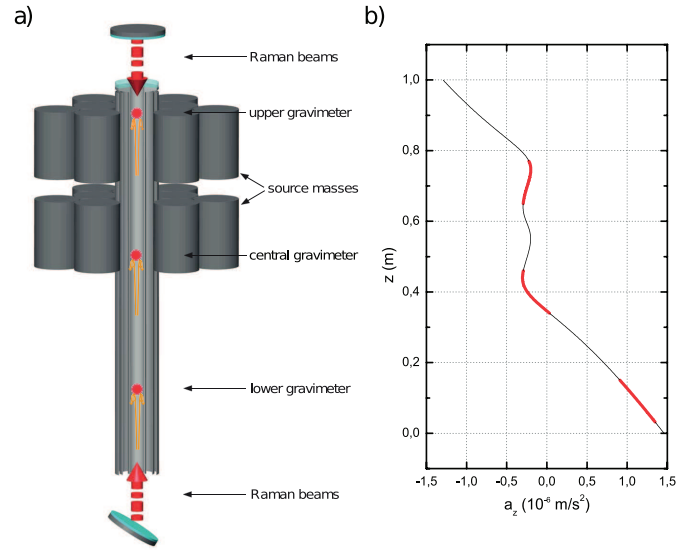 a)
Raman beams
upper gravimeter
source masses
central gravimeter
lower gravimeter
Raman beams
b)
1,0
0,8
0,6
0,4
0,2
0,0
z (m)
-1,5 -1,0 -0,5 0,0 0,5 1,0 1,5
a_z (10^-6 m/s^2)